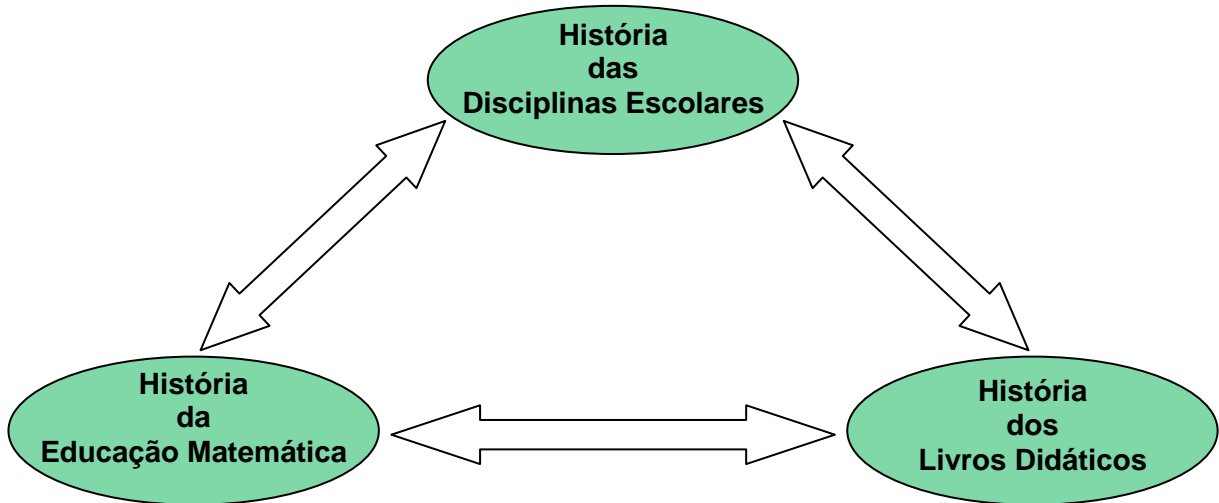 História
das
Disciplinas Escolares
História
da
Educação Matemática
História
dos
Livros Didáticos